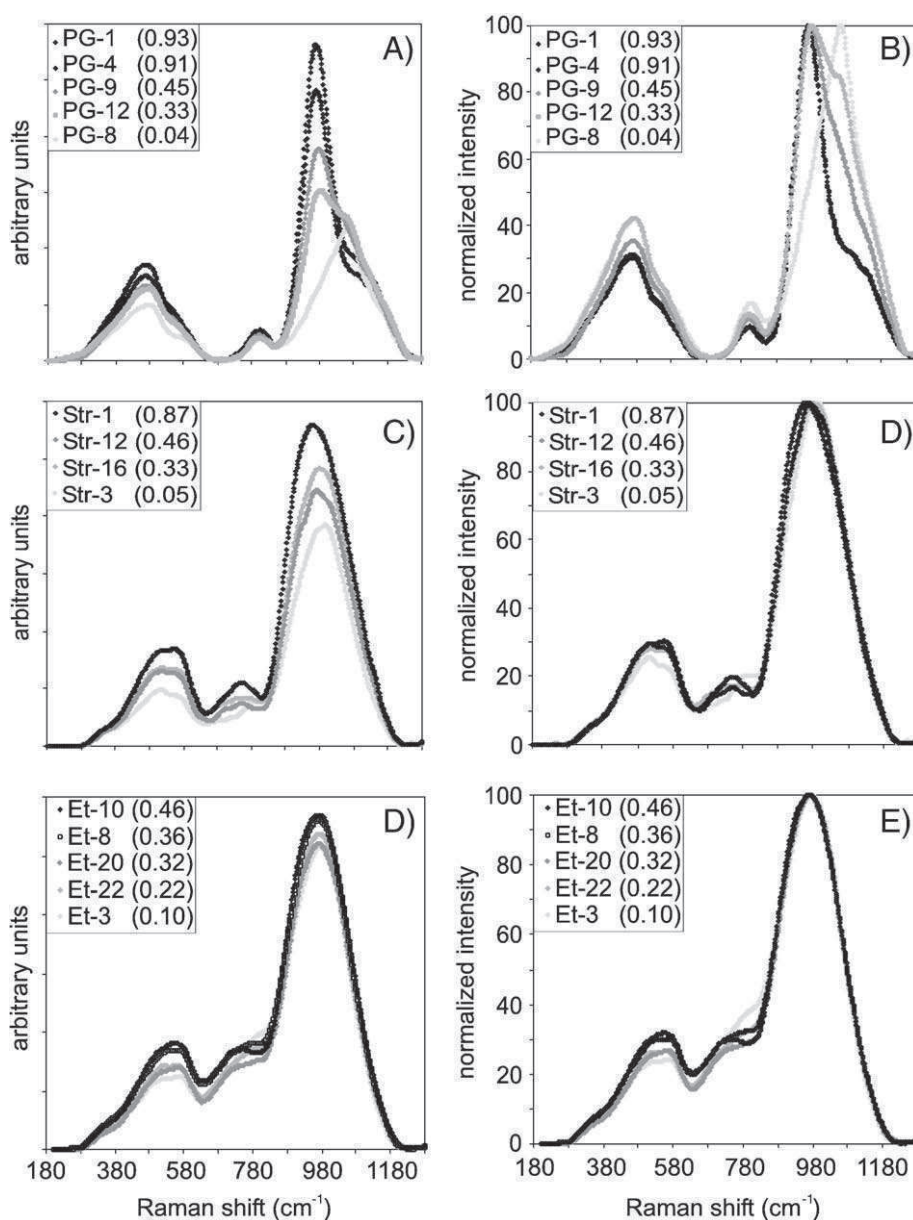 PG-1 (0.93)
PG-4 (0.91)
PG-9 (0.45)
PG-12 (0.33)
PG-8 (0.04)
A)
arbitrary units
100
80
60
40
20
0
PG-1 (0.93)
PG-4 (0.91)
PG-9 (0.45)
PG-12 (0.33)
PG-8 (0.04)
B)
normalized intensity
Str-1 (0.87)
Str-12 (0.46)
Str-16 (0.33)
Str-3 (0.05)
C)
arbitrary units
100
80
60
40
20
0
Str-1 (0.87)
Str-12 (0.46)
Str-16 (0.33)
Str-3 (0.05)
D)
normalized intensity
Et-10 (0.46)
Et-8 (0.36)
Et-20 (0.32)
Et-22 (0.22)
Et-3 (0.10)
D)
arbitrary units
180 380 580 780 980 1180
Raman shift (cm⁻¹)
100
80
60
40
20
0
Et-10 (0.46)
Et-8 (0.36)
Et-20 (0.32)
Et-22 (0.22)
Et-3 (0.10)
E)
normalized intensity
180 380 580 780 980 1180
Raman shift (cm⁻¹)